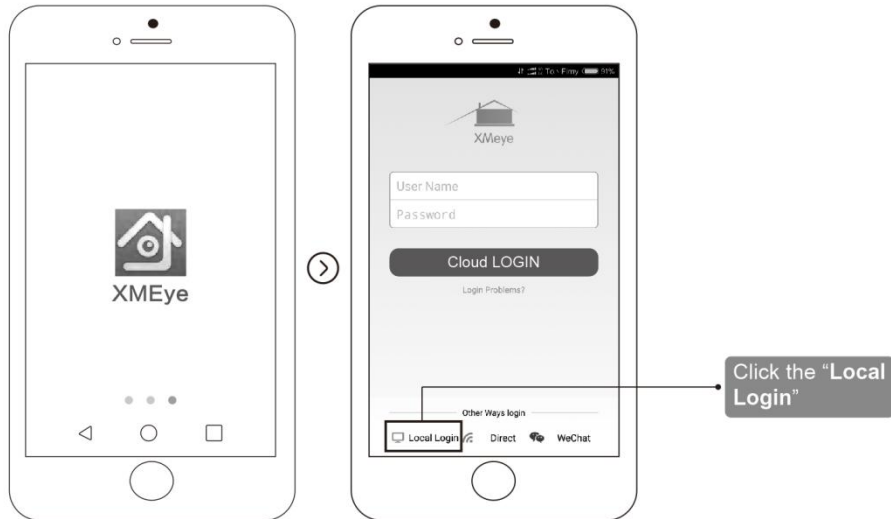 XMEye
91%
XMeye
User Name
Password
Cloud LOGIN
Login Problems?
Other Ways login
Local Login Direct WeChat
Click the “Local
Login”